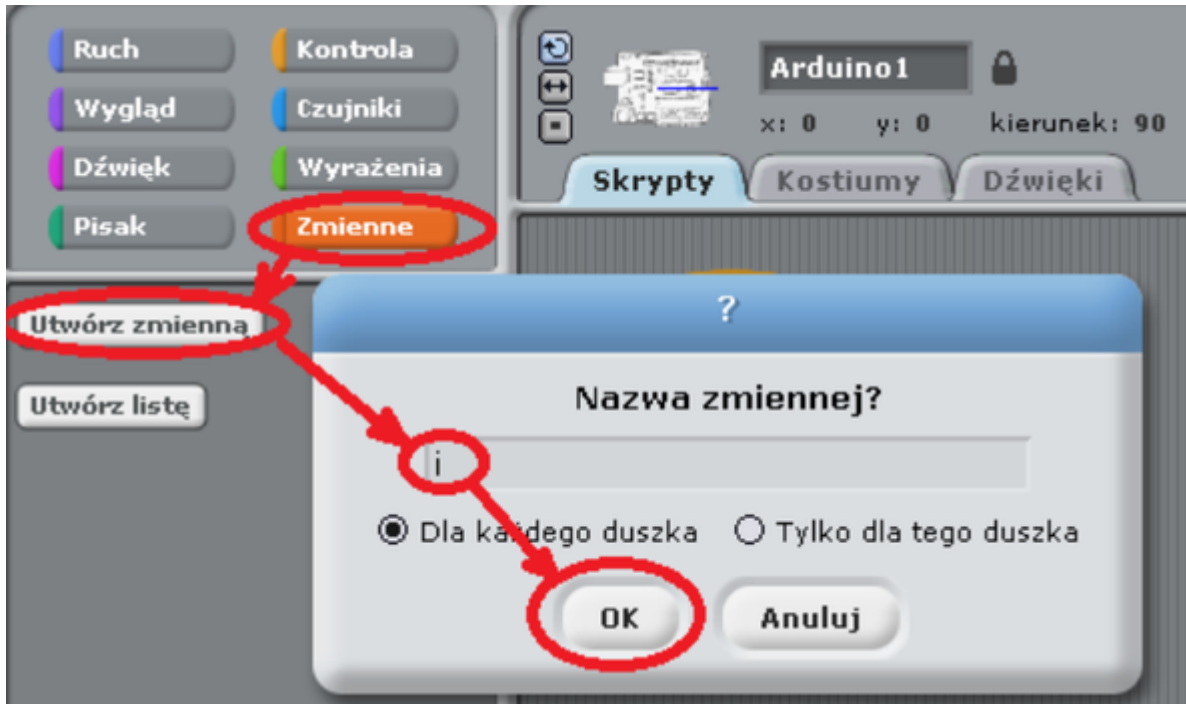 Ruch
Kontrola
Wygląd
Czujniki
Dźwięk
Wyrażenia
Pisak
Zmienne
Arduino1
x: 0 y: 0 kierunek: 90
Skrypty
Kostiumy
Dźwięki
Utwórz zmienną
Utwórz listę
?
Nazwa zmiennej?
i
Dla każdego duszka
Tylko dla tego duszka
OK
Anuluj